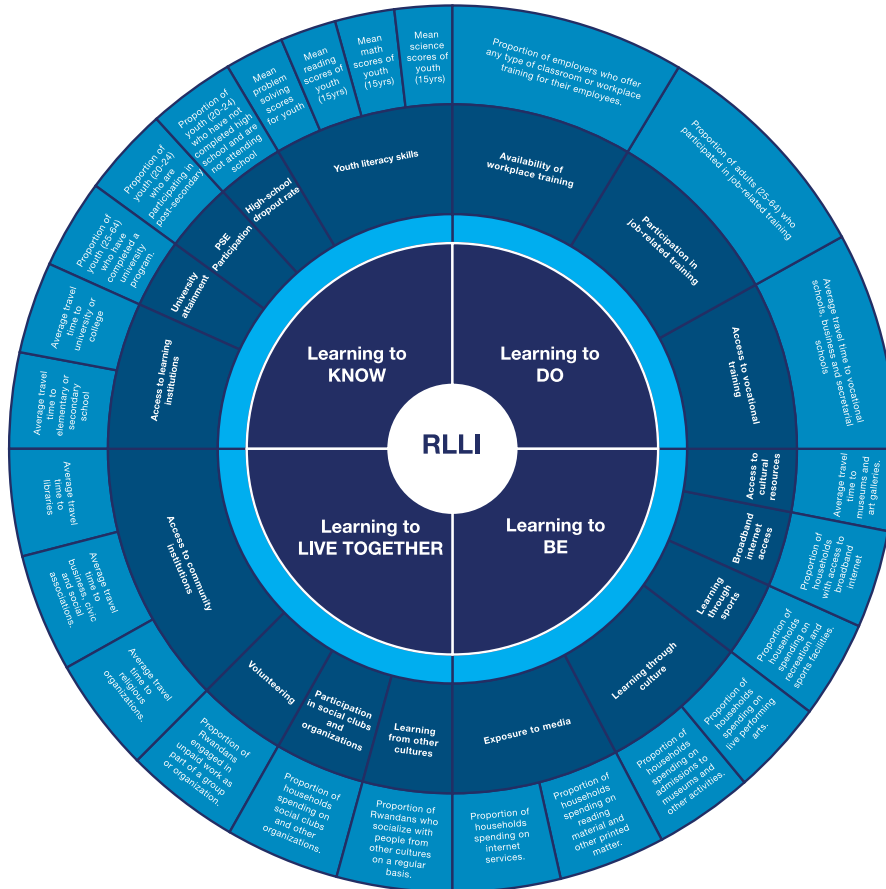 RLLI
Learning to
KNOW
Learning to
DO
Learning to
BE
Learning to
LIVE TOGETHER
Youth literacy skills
Mean
science
scores of
youth
(15yrs)
Mean
math
scores of
youth
(15yrs)
Mean
reading
scores of
youth
(15yrs)
Mean
problem
solving
scores
for youth
High-school
dropout rate
Proportion of
youth (20-24)
who have not
completed high
school and are
not attending
school
PSE
Participation
Proportion of
youth (20-24)
who are
participating in
post-secondary
University
attainment
Proportion of
youth (25-64)
who have
completed a
university
program.
Access to learning
institutions
Average travel
time to
university or
college
Average travel
time to
elementary or
secondary
school
Availability of
workplace training
Proportion of employers who offer
any type of classroom or workplace
training for their employees.
Participation in
job-related training
Proportion of adults (25-64) who
participated in job-related training
Access to vocational
training
Average travel time to vocational
schools, business and secretarial
schools
Access to
cultural
resources
Average travel
time to
museums and
art galleries.
Broadband
internet
access
Proportion of
households
with access to
broadband
internet
Learning
through
sports
Proportion of
households
spending on
recreation and
sports facilities.
Learning through
culture
Proportion of
households
spending on
live performing
arts
Proportion of
households
spending on
admissions to
museums and
other activities.
Exposure to media
Proportion of
households
spending on
reading
material and
other printed
matter.
Proportion of
households
spending on
internet
services.
Learning
from other
cultures
Proportion of
Rwandans who
socialize with
people from
other cultures
on a regular
basis.
Participation
in social clubs
and
organizations
Proportion of
households
spending on
social clubs
and other
organizations.
Volunteering
Proportion of
Rwandans
engaged in
unpaid work as
part of a group
or organization.
Access to community
institutions
Average travel
time to
religious
organizations.
Average travel
time to
business, civic
and social
associations.
Average travel
time to
libraries